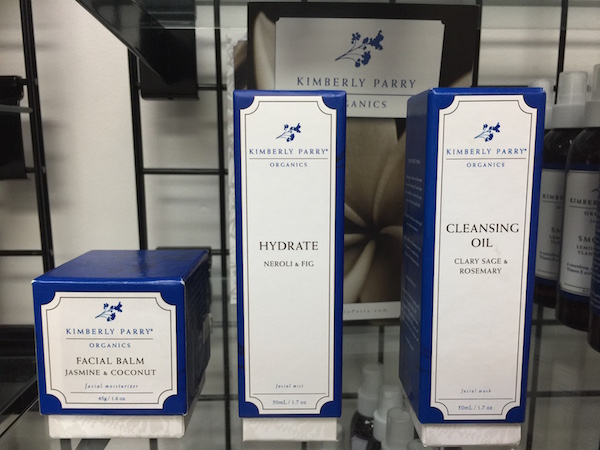 KIMBERLY PARRY
ORGANICS
KIMBERLY PARRY®
ORGANICS
FACIAL BALM
JASMINE & COCONUT
facial moisturizer
KIMBERLY PARRY®
ORGANICS
HYDRATE
NEROLI & FIG
facial mist
50mL / 1.7 oz
KIMBERLY PARRY®
ORGANICS
CLEANSING
OIL
CLARY SAGE &
ROSEMARY
facial wash
50mL / 1.7 oz